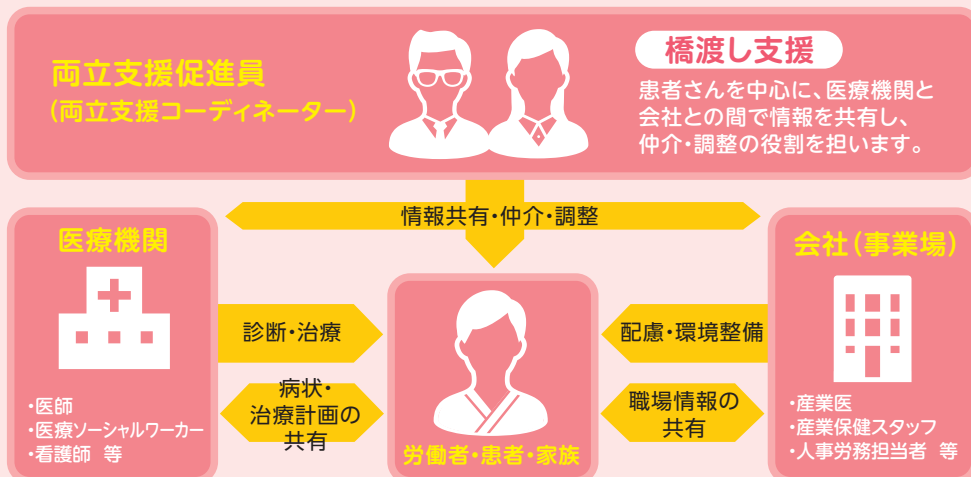 両立支援促進員
(両立支援コーディネーター)
橋渡し支援
患者さんを中心に、医療機関と
会社との間で情報を共有し、
仲介・調整の役割を担います。
情報共有・仲介・調整
医療機関
・医師
・医療ソーシャルワーカー
・看護師 等
診断・治療
病状・
治療計画の
共有
労働者・患者・家族
配慮・環境整備
職場情報の
共有
会社(事業場)
・産業医
・産業保健スタッフ
・人事労務担当者 等